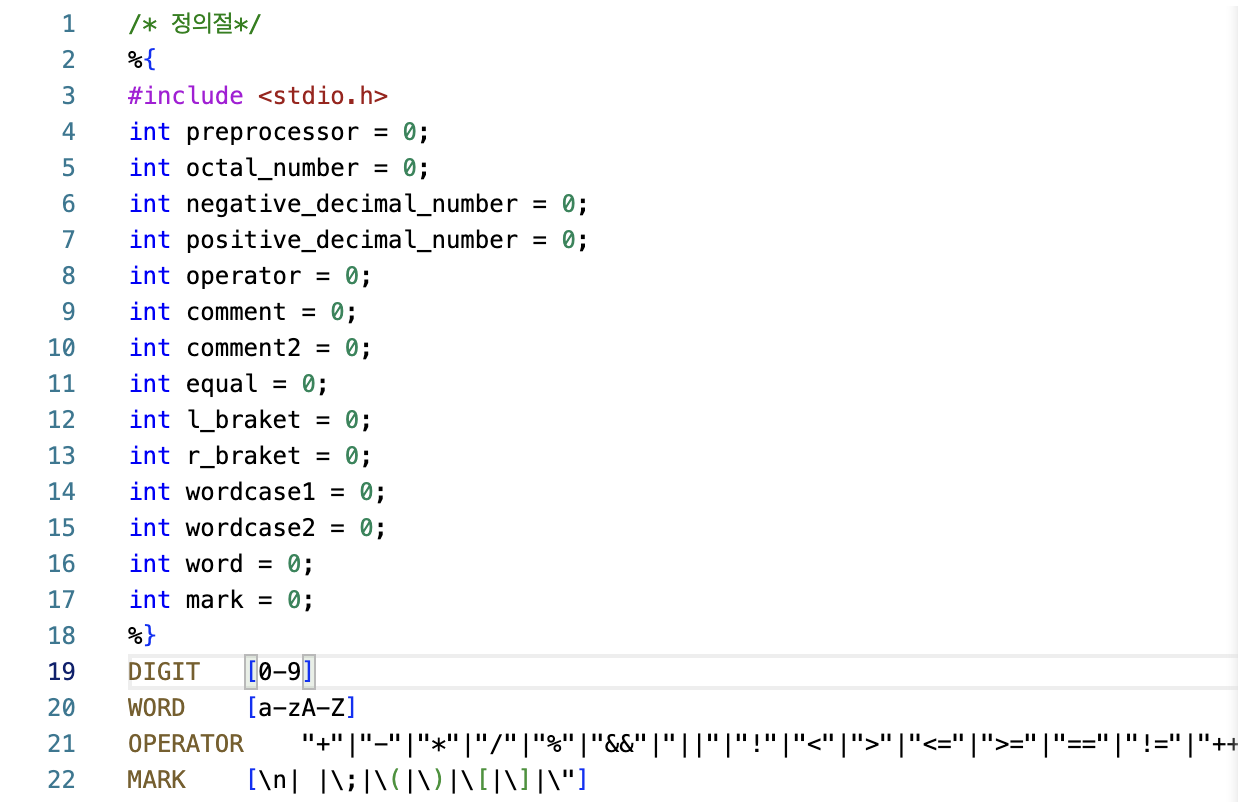 1 /* 정의절*/
2 %{
3 #include <stdio.h>
4 int preprocessor = 0;
5 int octal_number = 0;
6 int negative_decimal_number = 0;
7 int positive_decimal_number = 0;
8 int operator = 0;
9 int comment = 0;
10 int comment2 = 0;
11 int equal = 0;
12 int l_braket = 0;
13 int r_braket = 0;
14 int wordcase1 = 0;
15 int wordcase2 = 0;
16 int word = 0;
17 int mark = 0;
18 %}
19 DIGIT   [0-9]
20 WORD    [a-zA-Z]
21 OPERATOR    "+"|"-"|"*"|"/"|"%"|"&&"|"||"|"!"|"<"|">"|"<="|">="|"=="|"!="|"++
22 MARK    [\n| |\;|\(|\)|\[|\]|\"]